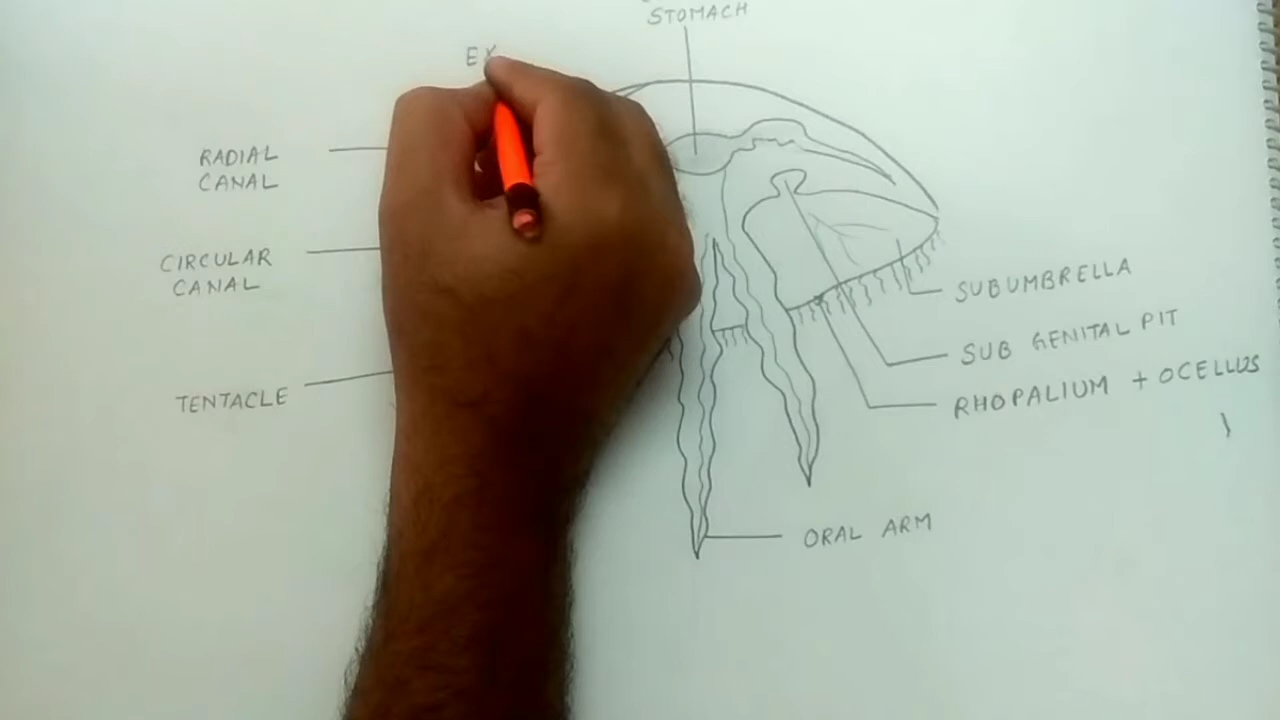 STOMACH
EX
RADIAL
CANAL
CIRCULAR
CANAL
TENTACLE
SUBUMBRELLA
SUB GENITAL PIT
RHOPALIUM + OCELLUS
ORAL ARM